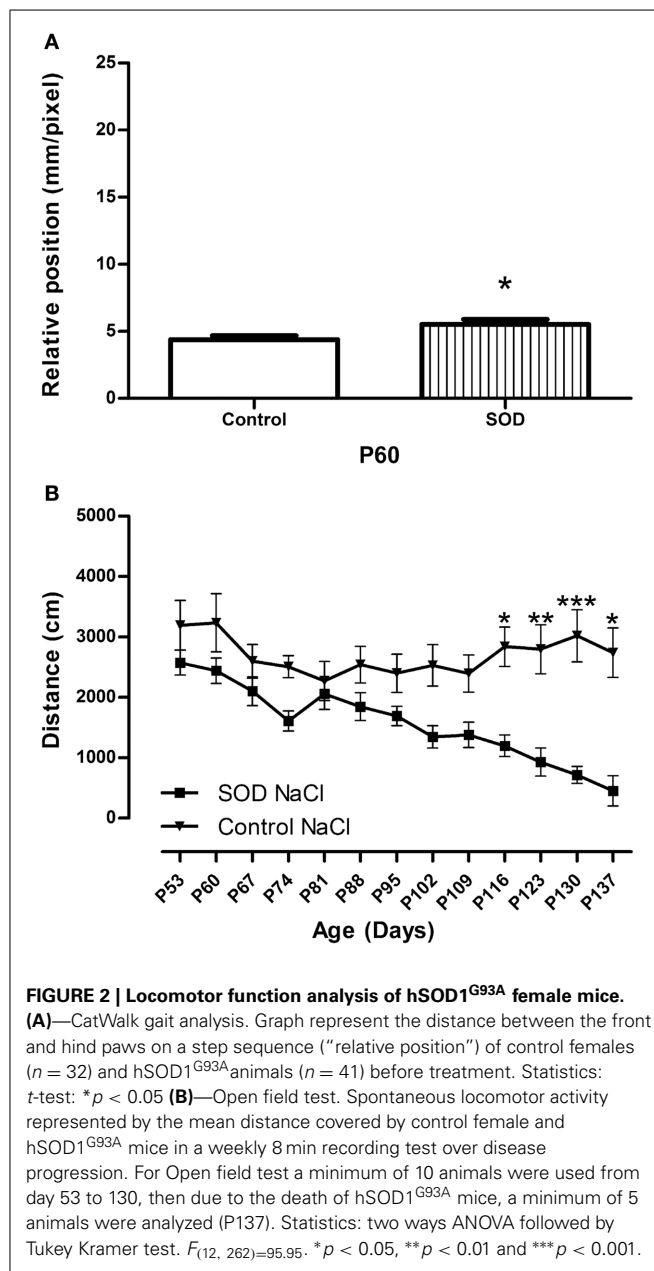 A
Relative position (mm/pixel)
25
20
15
10
5
0
*
Control SOD
P60
B
Distance (cm)
5000
4000
3000
2000
1000
0
* ** *** *
SOD NaCl
Control NaCl
P53 P60 P67 P74 P81 P88 P95 P102 P109 P116 P123 P130 P137
Age (Days)
FIGURE 2 | Locomotor function analysis of hSOD1G93A female mice.
(A)—CatWalk gait analysis. Graph represent the distance between the front
and hind paws on a step sequence (“relative position”) of control females
(n = 32) and hSOD1G93A animals (n = 41) before treatment. Statistics:
t-test: *p < 0.05 (B)—Open field test. Spontaneous locomotor activity
represented by the mean distance covered by control female and
hSOD1G93A mice in a weekly 8 min recording test over disease
progression. For Open field test a minimum of 10 animals were used from
day 53 to 130, then due to the death of hSOD1G93A mice, a minimum of 5
animals were analyzed (P137). Statistics: two ways ANOVA followed by
Tukey Kramer test. F(12, 262)=95.95. *p < 0.05, **p < 0.01 and ***p < 0.001.